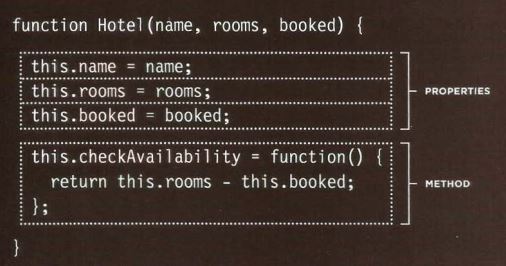 function Hotel(name, rooms, booked) {
this.name = name;
this.rooms = rooms;
this.booked = booked;
PROPERTIES
this.checkAvailability = function() {
return this.rooms - this.booked;
};
METHOD
}